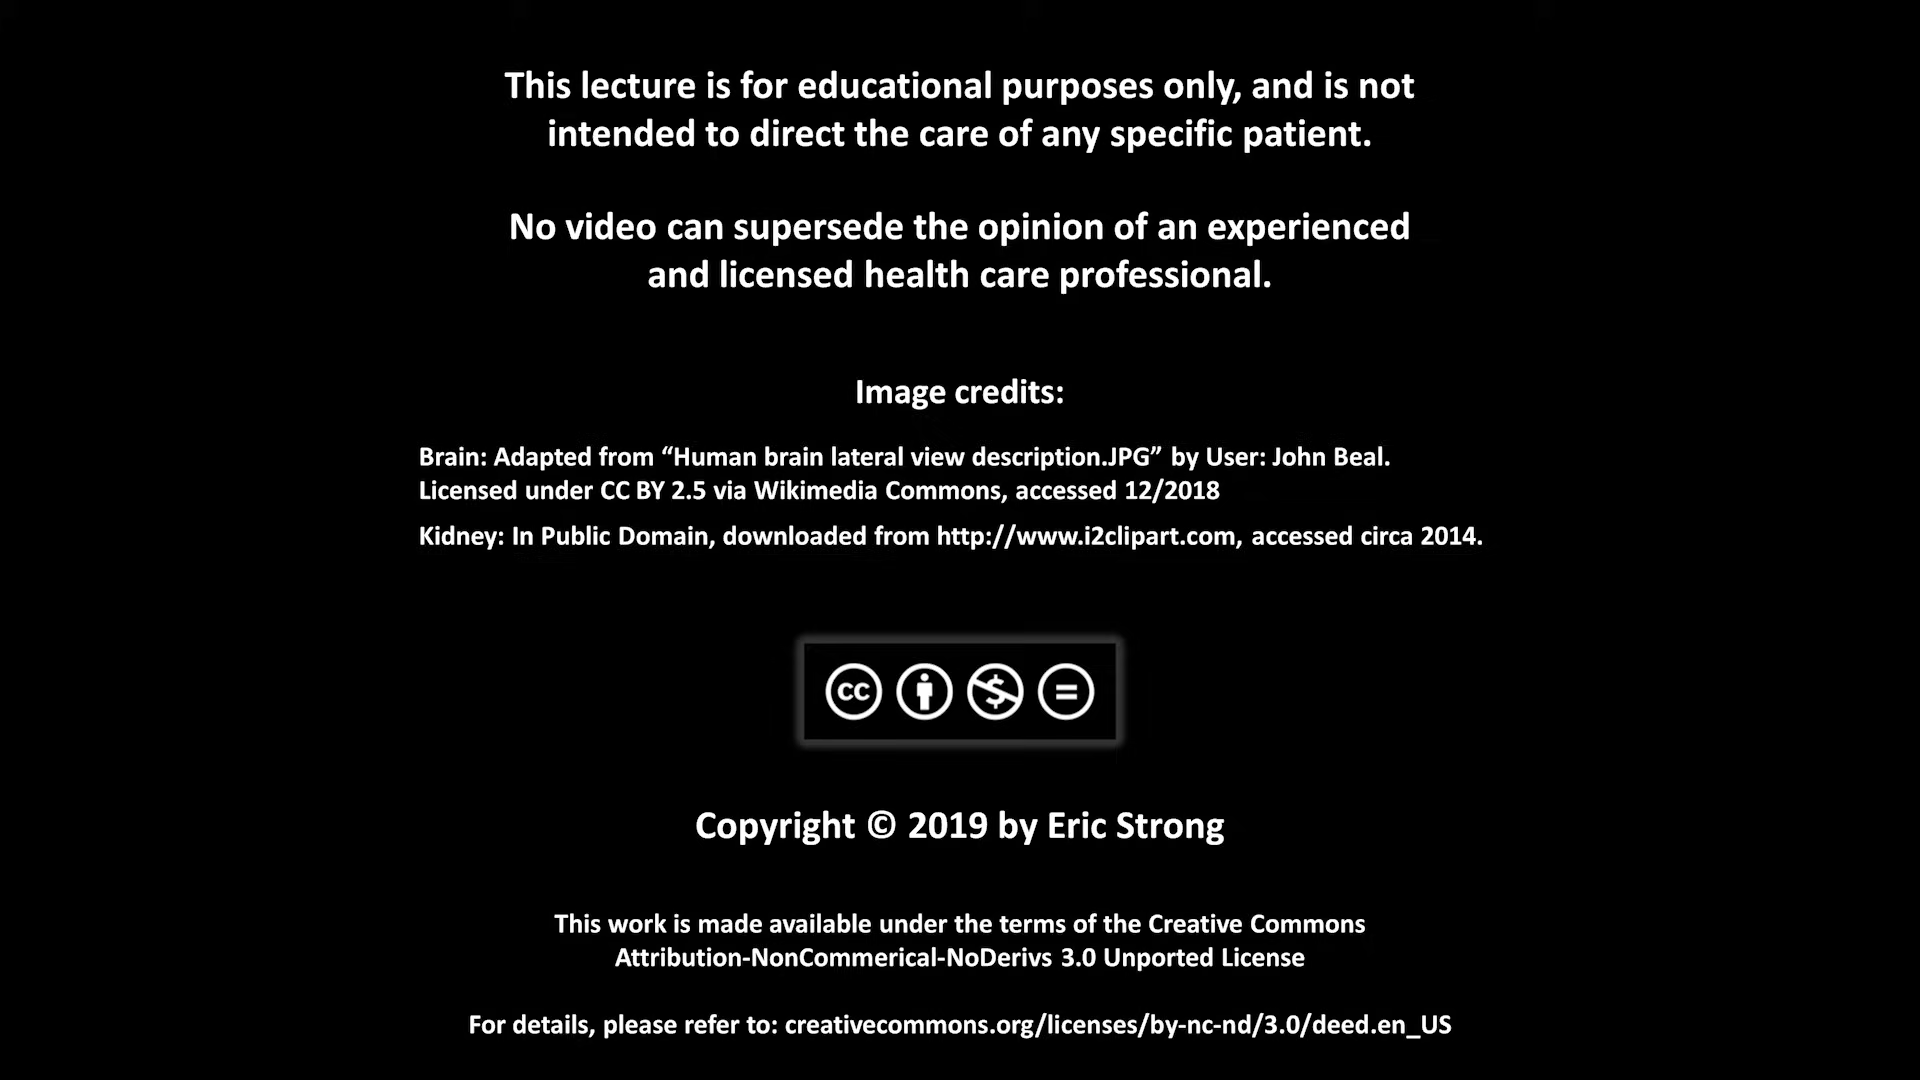 This lecture is for educational purposes only, and is not
intended to direct the care of any specific patient.
No video can supersede the opinion of an experienced
and licensed health care professional.
Image credits:
Brain: Adapted from “Human brain lateral view description.JPG” by User: John Beal.
Licensed under CC BY 2.5 via Wikimedia Commons, accessed 12/2018
Kidney: In Public Domain, downloaded from http://www.i2clipart.com, accessed circa 2014.
cc $ =
Copyright © 2019 by Eric Strong
This work is made available under the terms of the Creative Commons
Attribution-NonCommerical-NoDerivs 3.0 Unported License
For details, please refer to: creativecommons.org/licenses/by-nc-nd/3.0/deed.en_US